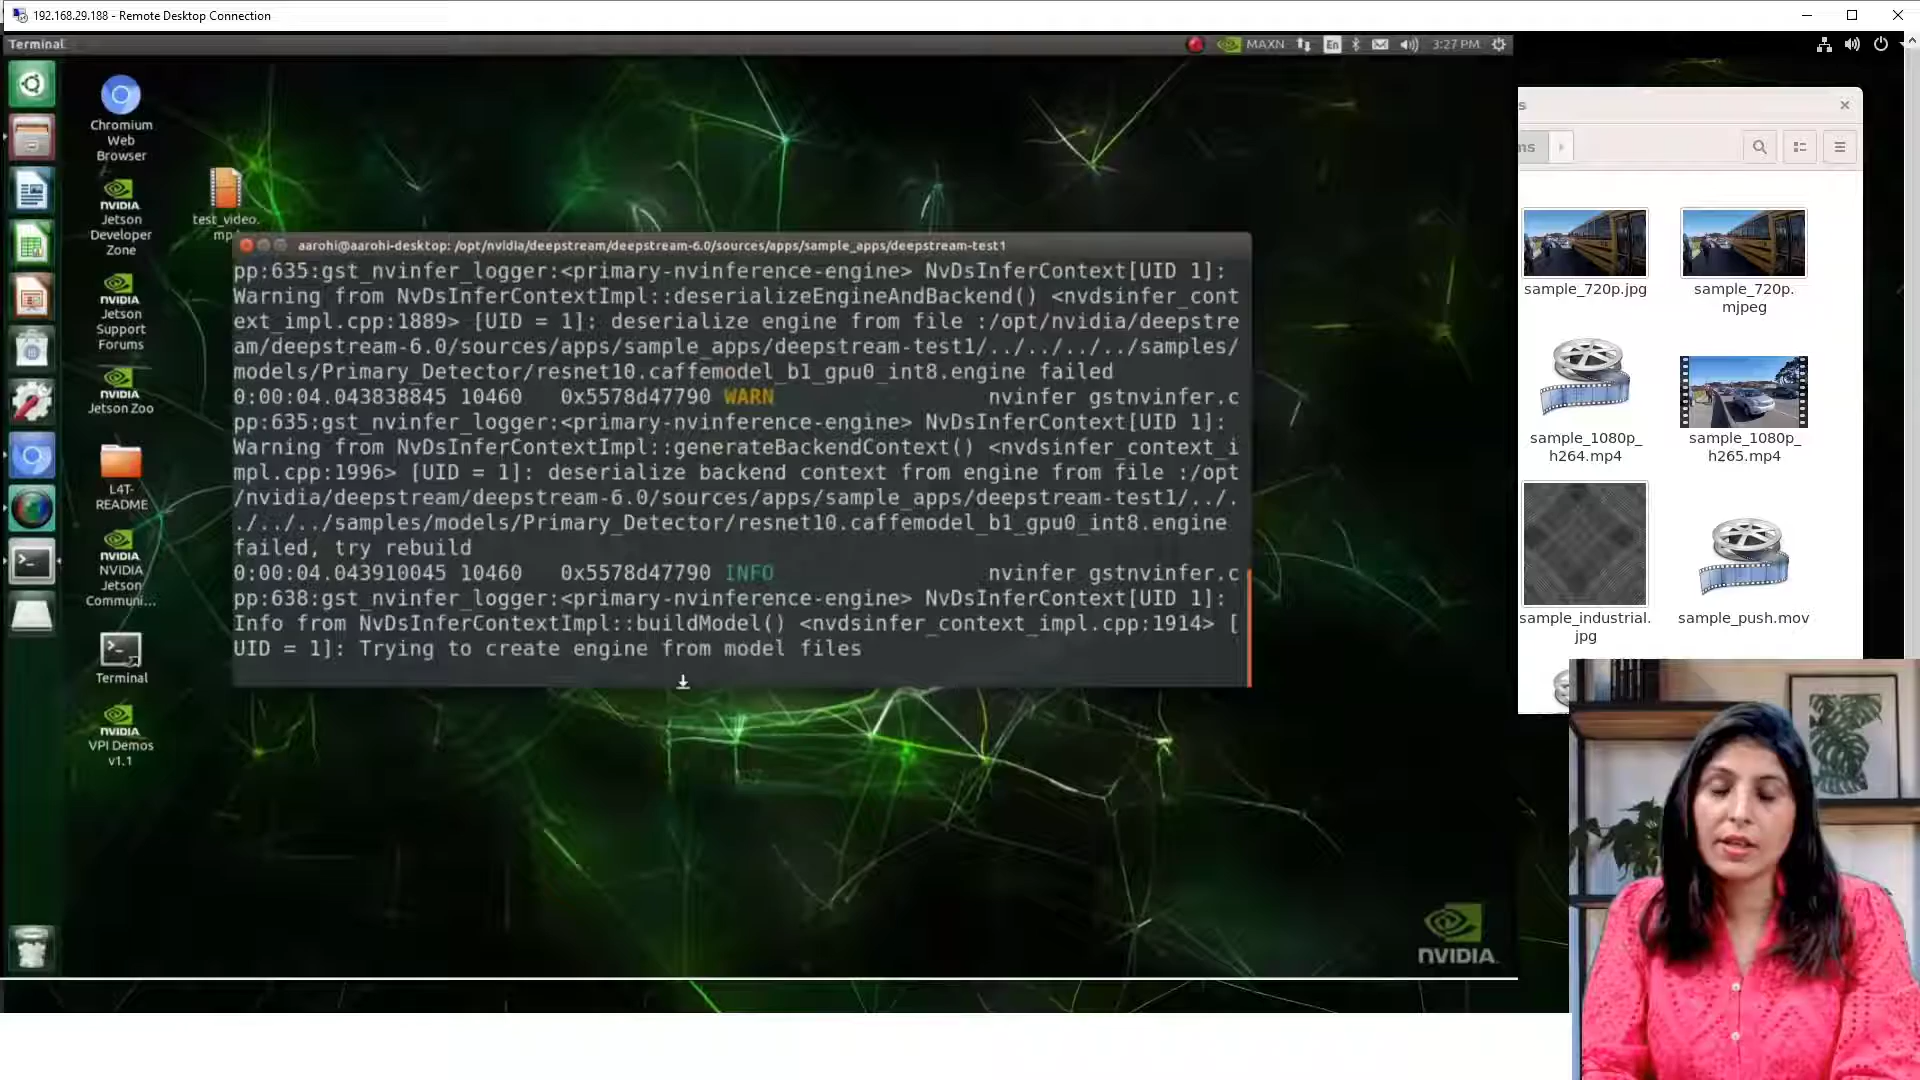 192.168.29.188 - Remote Desktop Connection
Terminal
MAXN
En
3:27 PM
Chromium
Web
Browser
test_video.
NVIDIA
Jetson
Developer
Zone
NVIDIA
Jetson
Support
Forums
NVIDIA
Jetson Zoo
L4T-
README
NVIDIA
NVIDIA
Jetson
Communi...
Terminal
NVIDIA
VPI Demos
v1.1
aarohi@aarohi-desktop: /opt/nvidia/deepstream/deepstream-6.0/sources/apps/sample_apps/deepstream-test1
pp:635:gst_nvinfer_logger:<primary-nvinference-engine> NvDsInferContext[UID 1]:
Warning from NvDsInferContextImpl::deserializeEngineAndBackend() <nvdsinfer_cont
ext_impl.cpp:1889> [UID = 1]: deserialize engine from file :/opt/nvidia/deepstre
am/deepstream-6.0/sources/apps/sample_apps/deepstream-test1/../../../../samples/
models/Primary_Detector/resnet10.caffemodel_b1_gpu0_int8.engine failed
0:00:04.043838845 10460   0x5578d47790 WARN                 nvinfer gstnvinfer.c
pp:635:gst_nvinfer_logger:<primary-nvinference-engine> NvDsInferContext[UID 1]:
Warning from NvDsInferContextImpl::generateBackendContext() <nvdsinfer_context_i
mpl.cpp:1996> [UID = 1]: deserialize backend context from engine from file :/opt
/nvidia/deepstream/deepstream-6.0/sources/apps/sample_apps/deepstream-test1/../.
./../../samples/models/Primary_Detector/resnet10.caffemodel_b1_gpu0_int8.engine
failed, try rebuild
0:00:04.043910045 10460   0x5578d47790 INFO                 nvinfer gstnvinfer.c
pp:638:gst_nvinfer_logger:<primary-nvinference-engine> NvDsInferContext[UID 1]:
Info from NvDsInferContextImpl::buildModel() <nvdsinfer_context_impl.cpp:1914> [
UID = 1]: Trying to create engine from model files
sample_720p.jpg
sample_720p.
mjpeg
sample_1080p_
h264.mp4
sample_1080p_
h265.mp4
sample_industrial.
jpg
sample_push.mov
NVIDIA.